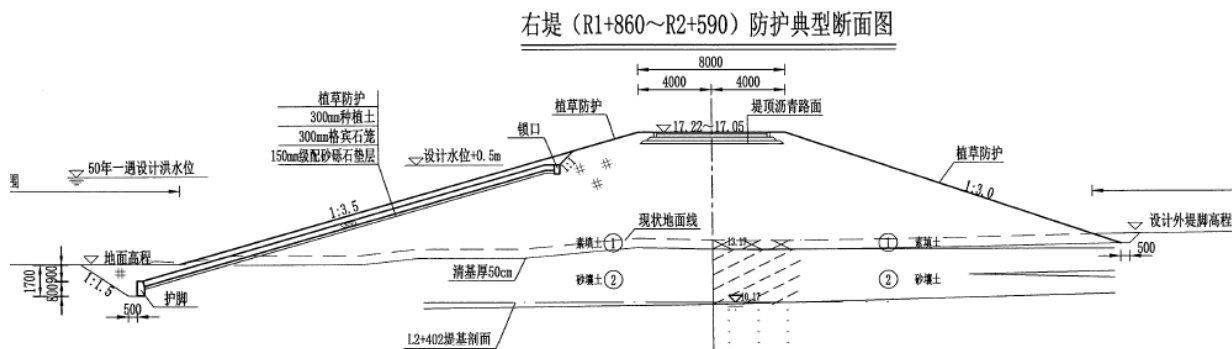 右堤（R1+860～R2+590）防护典型断面图
8000
4000
4000
植草防护
300mm种植土
300mm格宾石笼
150mm级配砂砾石垫层
植草防护
锁口
堤顶沥青路面
17.22～17.05
设计水位+0.5m
50年一遇设计洪水位
围
植草防护
1:1
1:3.5
1:3.0
现状地面线
设计外堤脚高程
地面高程
素填土
①
①
素填土
500
清基厚50cm
砂壤土
②
②
砂壤土
1700
900
800
1:1.5
500
护脚
L2+402堤基剖面